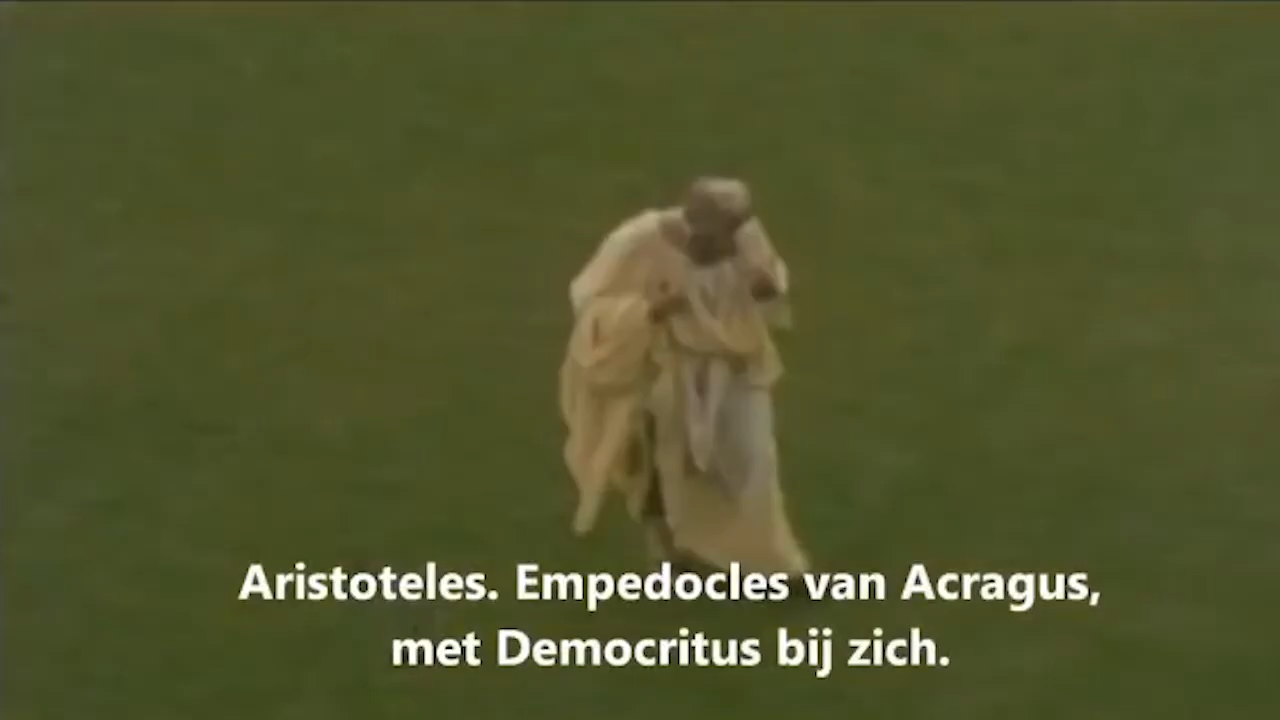 Aristoteles. Empedocles van Acragus,
met Democritus bij zich.